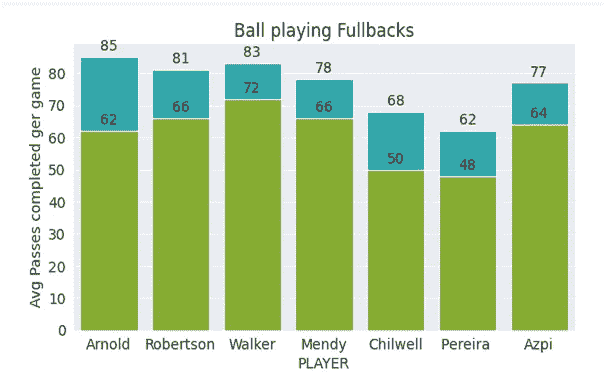 Ball playing Fullbacks
85 81 83 78 68 62 77
62 66 72 66 50 48 64
Avg Passes completed ger game
80
70
60
50
40
30
20
10
0
Arnold Robertson Walker Mendy Chilwell Pereira Azpi
PLAYER